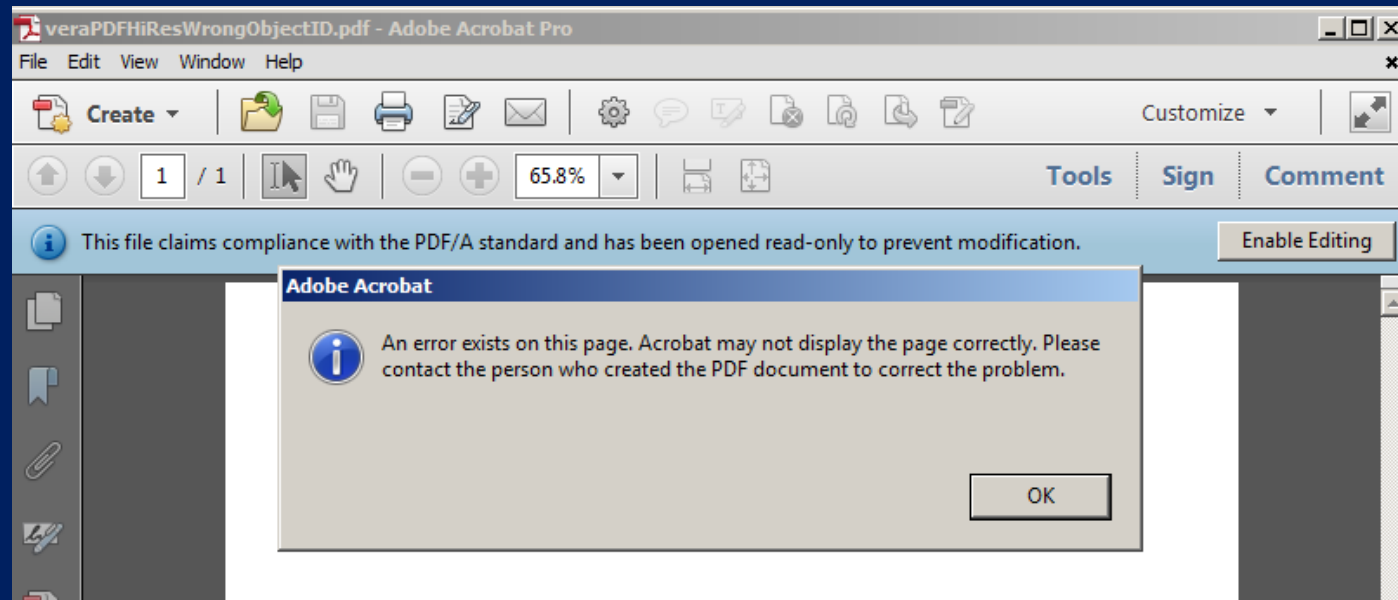 veraPDFHiResWrongObjectID.pdf - Adobe Acrobat Pro
File Edit View Window Help
Create Customize
1 / 1 65.8% Tools Sign Comment
This file claims compliance with the PDF/A standard and has been opened read-only to prevent modification. Enable Editing
Adobe Acrobat
An error exists on this page. Acrobat may not display the page correctly. Please
contact the person who created the PDF document to correct the problem.
OK